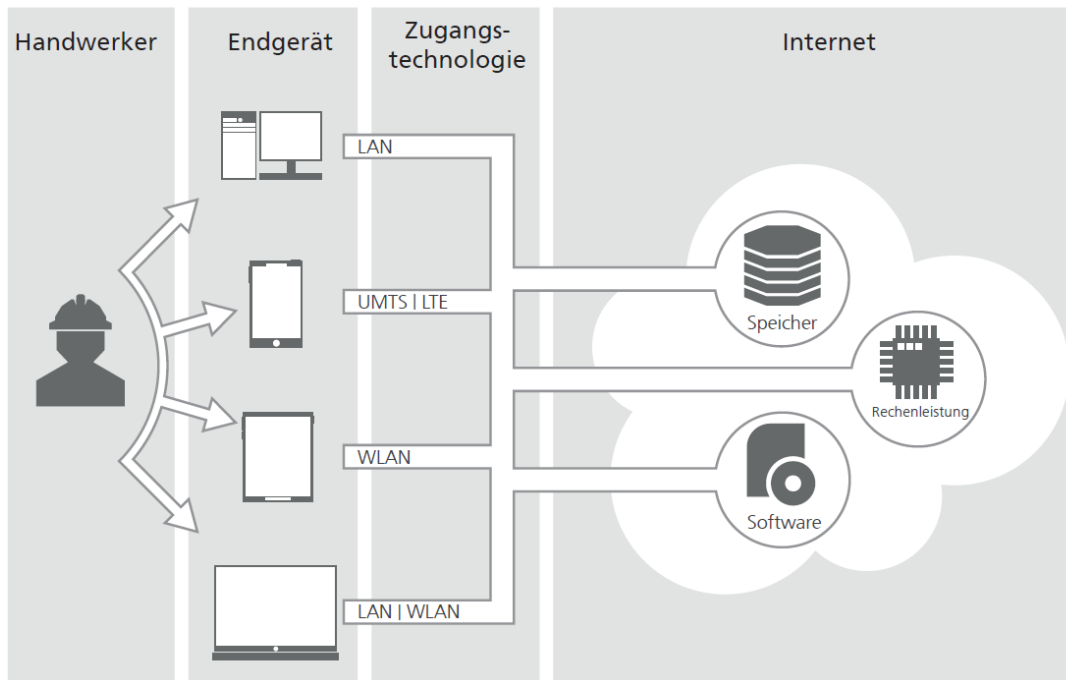 Handwerker
Endgerät
Zugangs-
technologie
Internet
LAN
UMTS | LTE
WLAN
LAN | WLAN
Speicher
Rechenleistung
Software